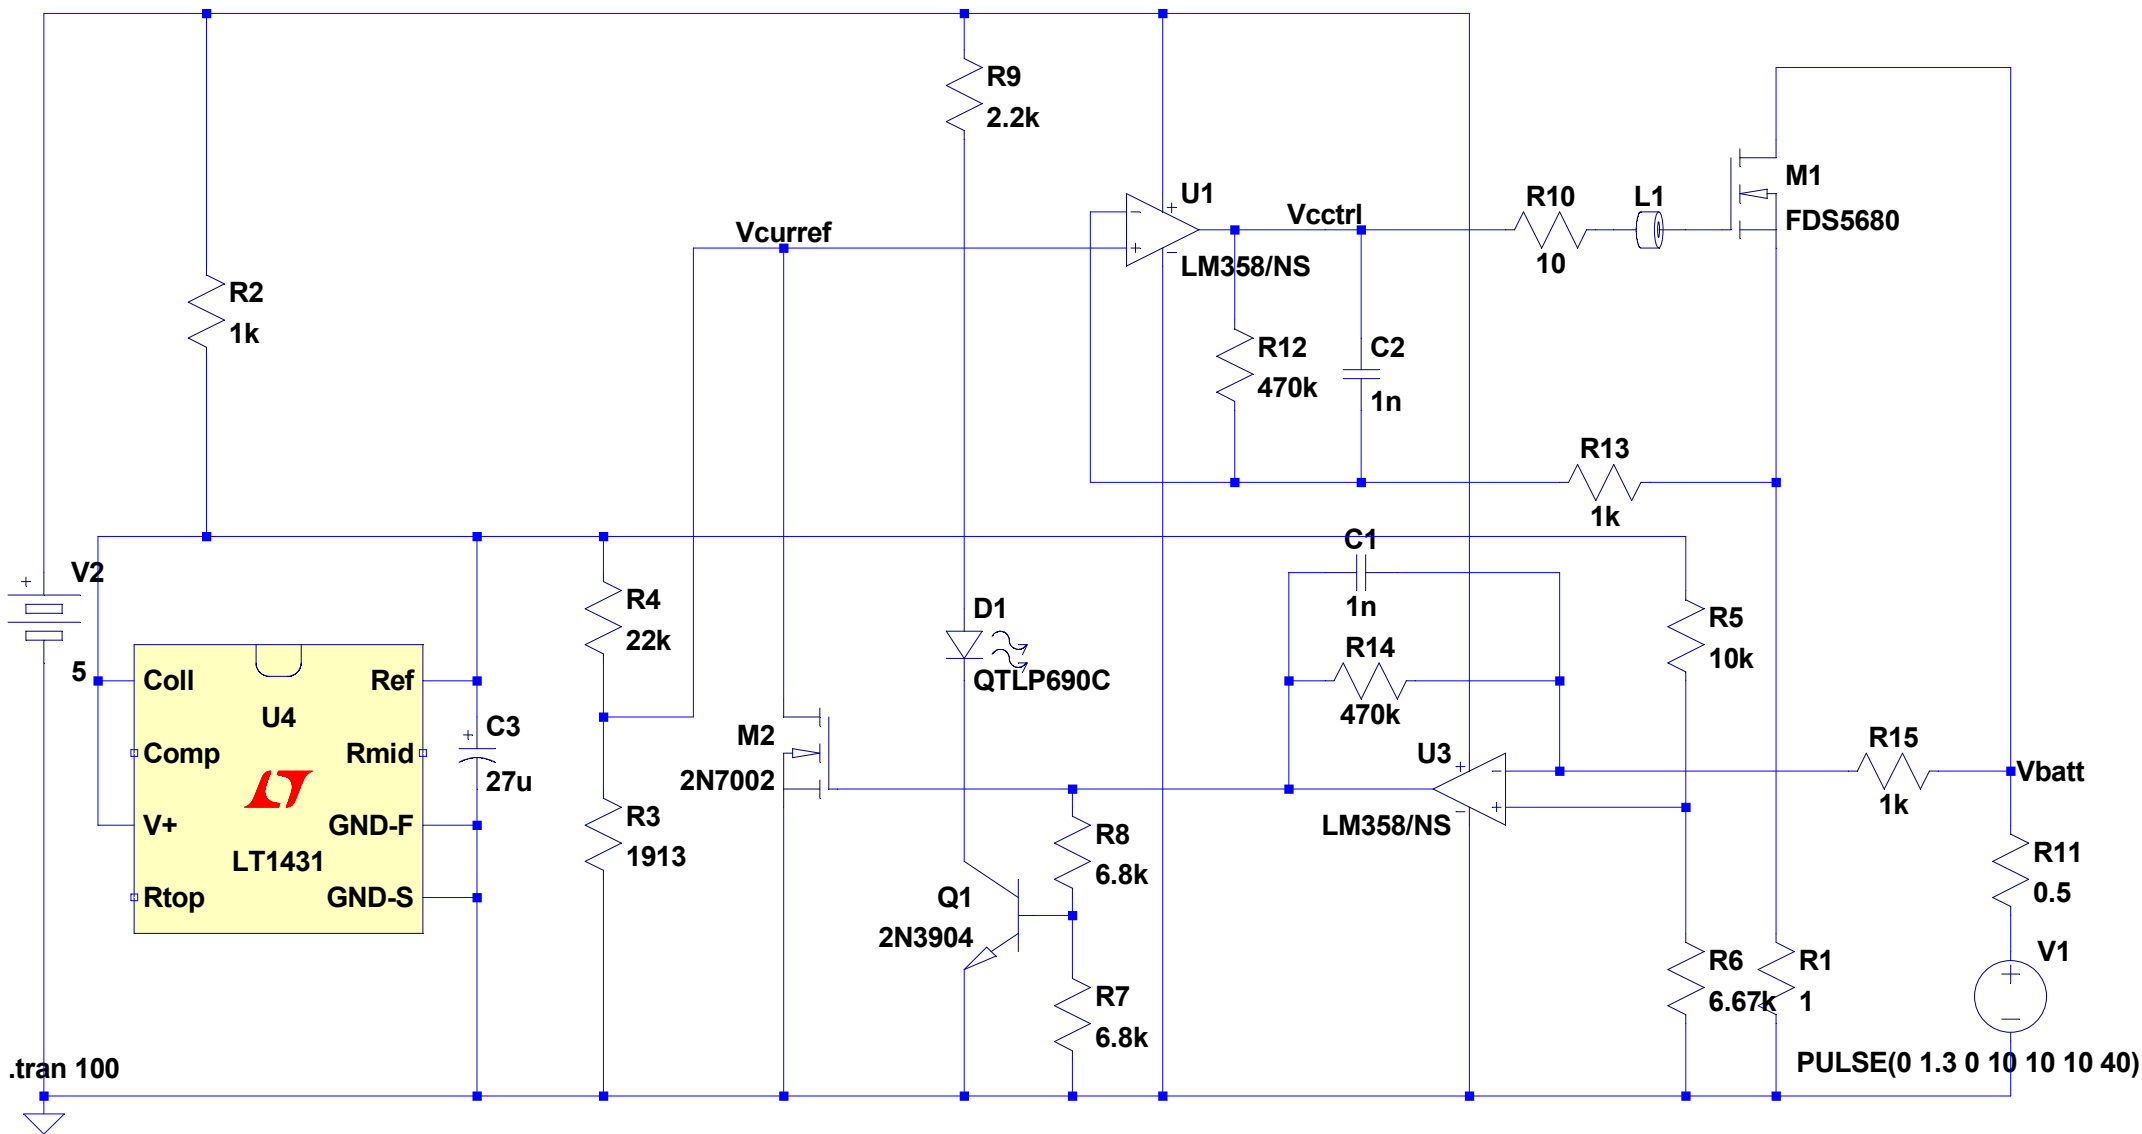 R9
2.2k
M1
FDS5680
U1
LM358/NS
Vcurref
Vcctrl
R10
10
L1
R2
1k
R12
470k
C2
1n
R13
1k
V2
5
R4
22k
D1
QTLP690C
C1
1n
R14
470k
R5
10k
Coll
Ref
U4
Comp
Rmid
V+
GND-F
LT1431
Rtop
GND-S
C3
27u
M2
2N7002
U3
LM358/NS
R15
1k
Vbatt
R3
1913
R8
6.8k
R11
0.5
Q1
2N3904
R7
6.8k
R6
6.67k
R1
1
V1
PULSE(0 1.3 0 10 10 10 40)
.tran 100